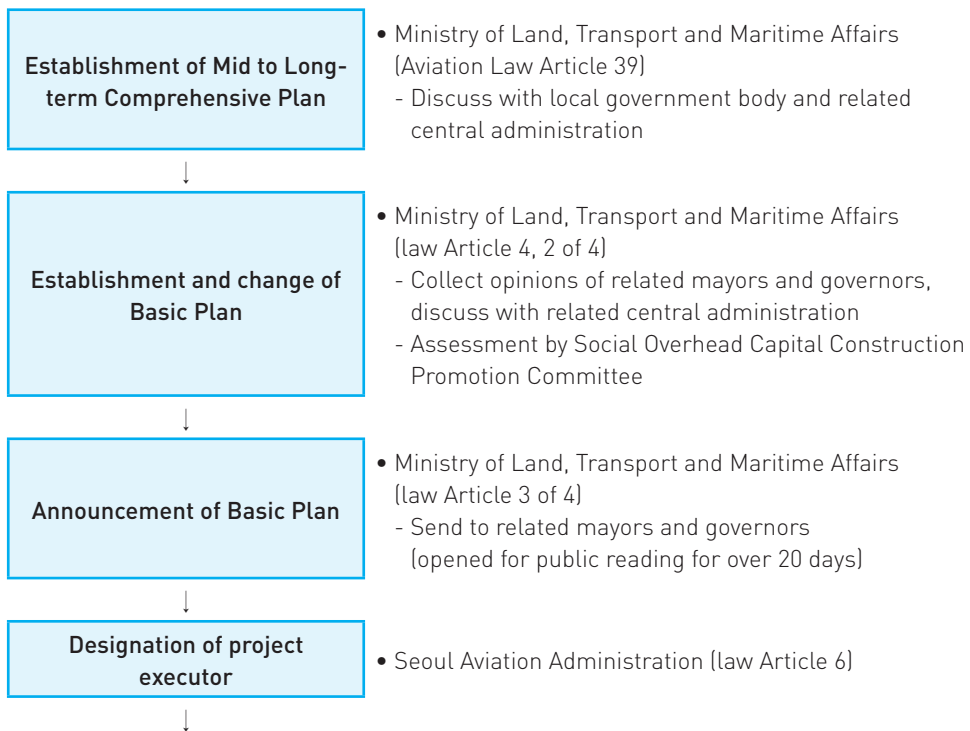 Establishment of Mid to Long-
term Comprehensive Plan
• Ministry of Land, Transport and Maritime Affairs
(Aviation Law Article 39)
- Discuss with local government body and related
central administration
↓
Establishment and change of
Basic Plan
• Ministry of Land, Transport and Maritime Affairs
(law Article 4, 2 of 4)
- Collect opinions of related mayors and governors,
discuss with related central administration
- Assessment by Social Overhead Capital Construction
Promotion Committee
↓
Announcement of Basic Plan
• Ministry of Land, Transport and Maritime Affairs
(law Article 3 of 4)
- Send to related mayors and governors
(opened for public reading for over 20 days)
↓
Designation of project
executor
• Seoul Aviation Administration (law Article 6)
↓